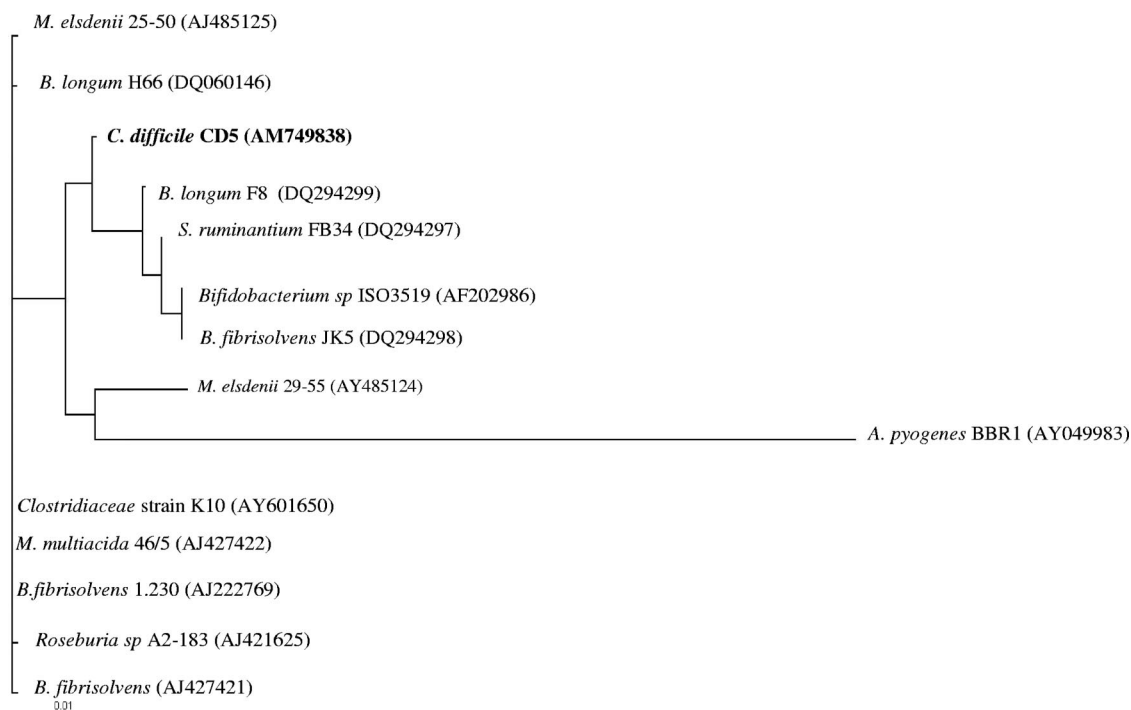 M. elsdenii 25-50 (AJ485125)
B. longum H66 (DQ060146)
C. difficile CD5 (AM749838)
B. longum F8 (DQ294299)
S. ruminantium FB34 (DQ294297)
Bifidobacterium sp ISO3519 (AF202986)
B. fibrisolvens JK5 (DQ294298)
M. elsdenii 29-55 (AY485124)
A. pyogenes BBR1 (AY049983)
Clostridiaceae strain K10 (AY601650)
M. multiacida 46/5 (AJ427422)
B.fibrisolvens 1.230 (AJ222769)
Roseburia sp A2-183 (AJ421625)
B. fibrisolvens (AJ427421)
0.01